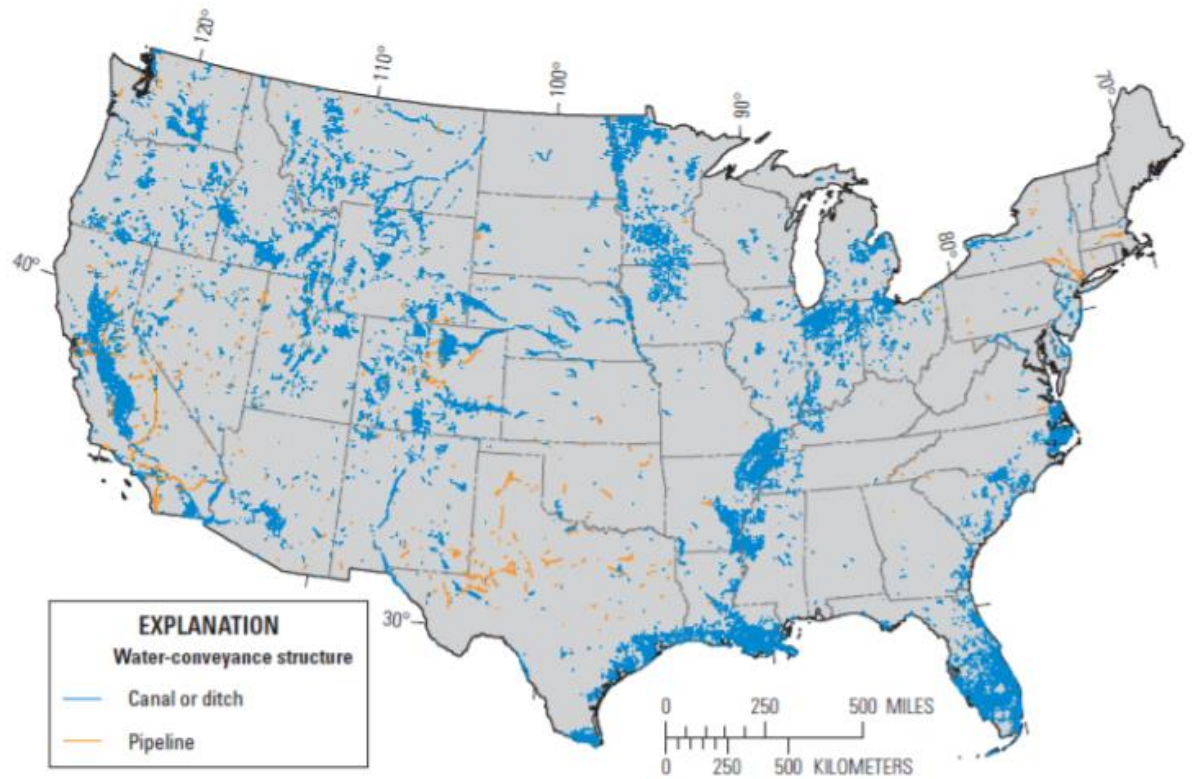 120°
110°
100°
90°
80°
70°
40°
30°
EXPLANATION
Water-conveyance structure
Canal or ditch
Pipeline
0 250 500 MILES
0 250 500 KILOMETERS